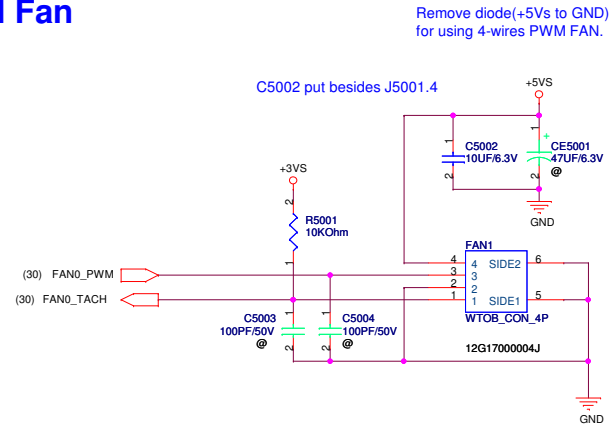 Fan
Remove diode(+5Vs to GND)
for using 4-wires PWM FAN.
C5002 put besides J5001.4
+5VS
1
2
C5002
10UF/6.3V
1
2
+
CE5001
47UF/6.3V
@
GND
+3VS
2
1
R5001
10KOhm
FAN1
4
3
2
1
4
3
2
1
SIDE2
SIDE1
6
5
WTOB_CON_4P
12G17000004J
(30) FAN0_PWM
(30) FAN0_TACH
C5003
100PF/50V
@
1
2
C5004
100PF/50V
@
1
2
GND